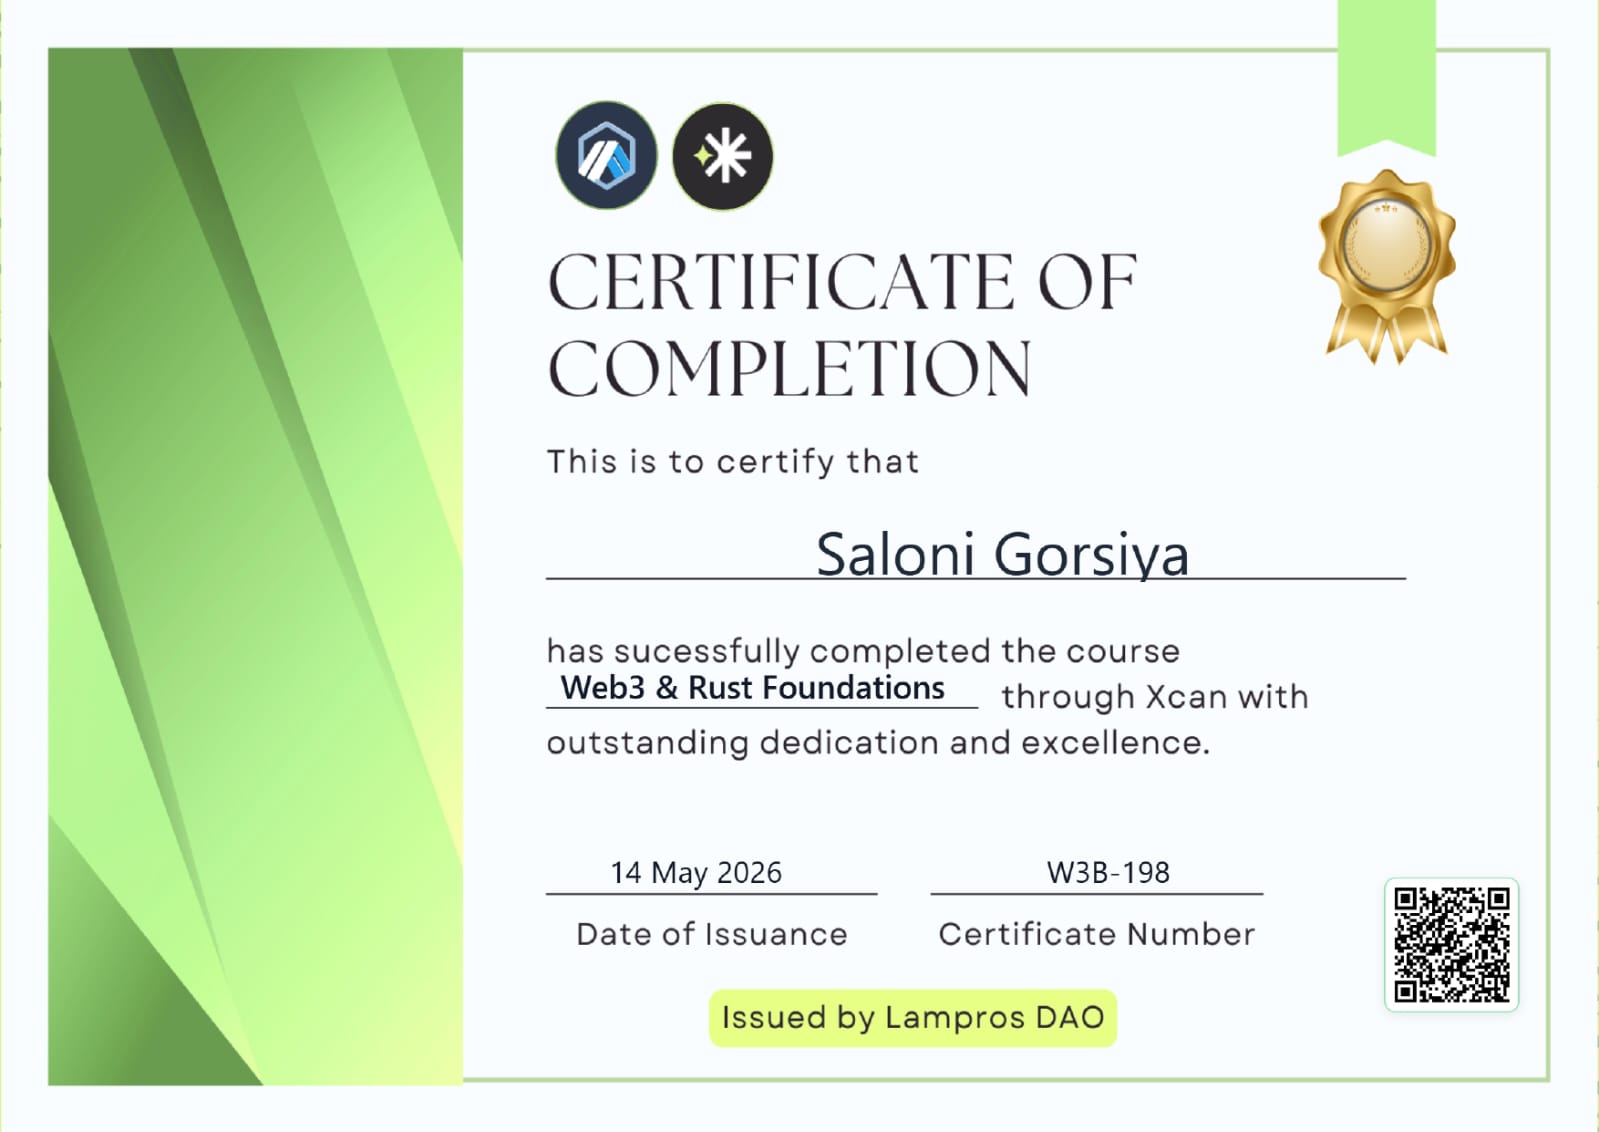 CERTIFICATE OF
COMPLETION
This is to certify that
Saloni Gorsiya
has sucessfully completed the course
Web3 & Rust Foundations through Xcan with
outstanding dedication and excellence.
14 May 2026 W3B-198
Date of Issuance Certificate Number
Issued by Lampros DAO